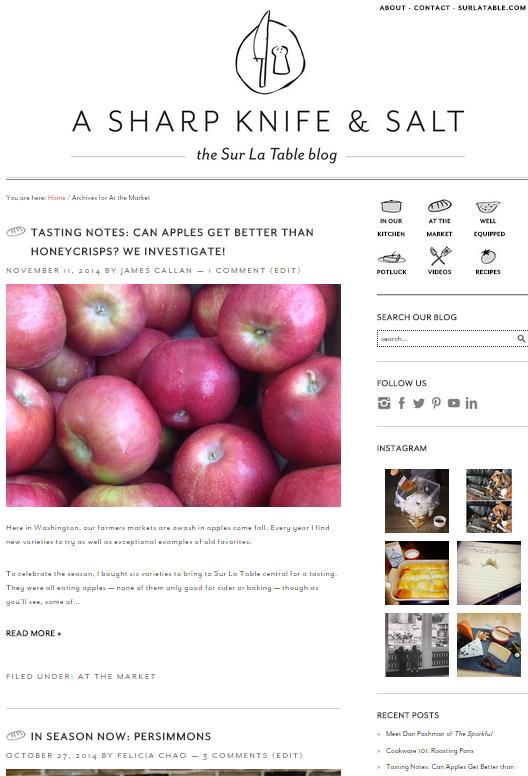 ABOUT · CONTACT · SURLATABLE.COM
A SHARP KNIFE & SALT
the Sur La Table blog
You are here: Home / Archives for At the Market
TASTING NOTES: CAN APPLES GET BETTER THAN
HONEYCRISPS? WE INVESTIGATE!
NOVEMBER 11, 2014 BY JAMES CALLAN — 1 COMMENT (EDIT)
Here in Washington, our farmers markets are awash in apples come fall. Every year I find
new varieties to try as well as exceptional examples of old favorites.
To celebrate the season, I bought six varieties to bring to Sur La Table central for a tasting.
They were all eating apples — none of them only good for cider or baking — though as
you'll see, some of…
READ MORE »
FILED UNDER: AT THE MARKET
IN SEASON NOW: PERSIMMONS
OCTOBER 27, 2014 BY FELICIA CHAO — 3 COMMENTS (EDIT)
IN OUR
KITCHEN
AT THE
MARKET
WELL
EQUIPPED
POTLUCK
VIDEOS
RECIPES
SEARCH OUR BLOG
search...
FOLLOW US
INSTAGRAM
RECENT POSTS
Meet Dan Pashman of The Sporkful
Cookware 101: Roasting Pans
Tasting Notes: Can Apples Get Better than